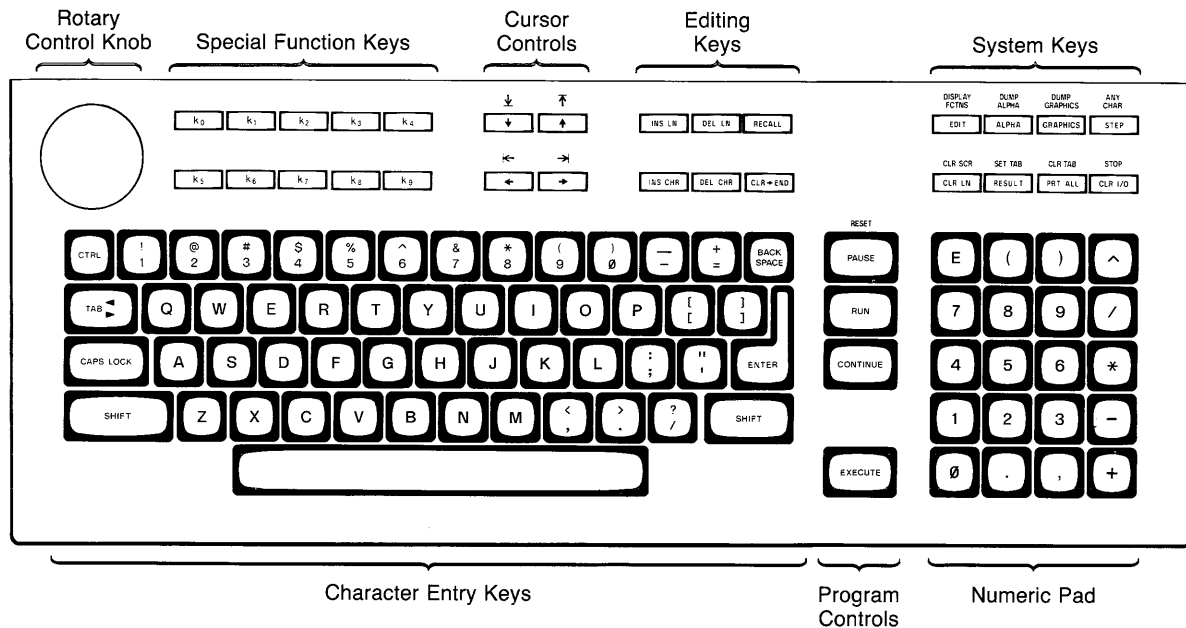 Rotary Control Knob
Special Function Keys
Cursor Controls
Editing Keys
System Keys
DISPLAY FCTNS DUMP ALPHA DUMP GRAPHICS ANY CHAR
k0 k1 k2 k3 k4 ↓ ↑ INS LN DEL LN RECALL EDIT ALPHA GRAPHICS STEP
CLR SCR SET TAB CLR TAB STOP
k5 k6 k7 k8 k9 ← → INS CHR DEL CHR CLR→END CLR LN RESULT PRT ALL CLR I/O
RESET
! @ # $ % ^ & * ( ) — +
CTRL 1 2 3 4 5 6 7 8 9 Ø − = BACK SPACE PAUSE E ( ) ^
TAB Q W E R T Y U I O P [ [ } ] RUN 7 8 9 /
CAPS LOCK A S D F G H J K L : ; " ' ENTER CONTINUE 4 5 6 *
SHIFT Z X C V B N M < , > . ? / SHIFT 1 2 3 −
EXECUTE Ø . , +
Character Entry Keys
Program Controls
Numeric Pad